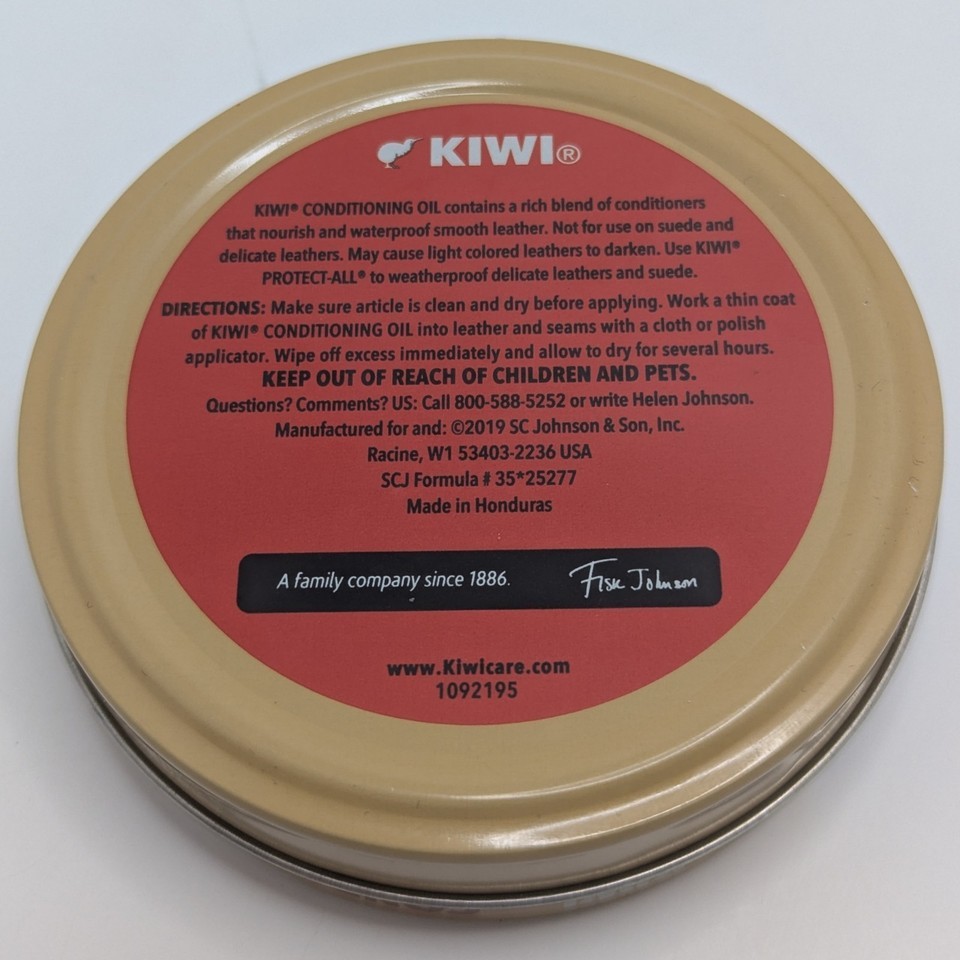 KIWI®
KIWI® CONDITIONING OIL contains a rich blend of conditioners
that nourish and waterproof smooth leather. Not for use on suede and
delicate leathers. May cause light colored leathers to darken. Use KIWI®
PROTECT-ALL® to weatherproof delicate leathers and suede.
DIRECTIONS: Make sure article is clean and dry before applying. Work a thin coat
of KIWI® CONDITIONING OIL into leather and seams with a cloth or polish
applicator. Wipe off excess immediately and allow to dry for several hours.
KEEP OUT OF REACH OF CHILDREN AND PETS.
Questions? Comments? US: Call 800-588-5252 or write Helen Johnson.
Manufactured for and: ©2019 SC Johnson & Son, Inc.
Racine, W1 53403-2236 USA
SCJ Formula # 35*25277
Made in Honduras
A family company since 1886. Fisk Johnson
www.Kiwicare.com
1092195